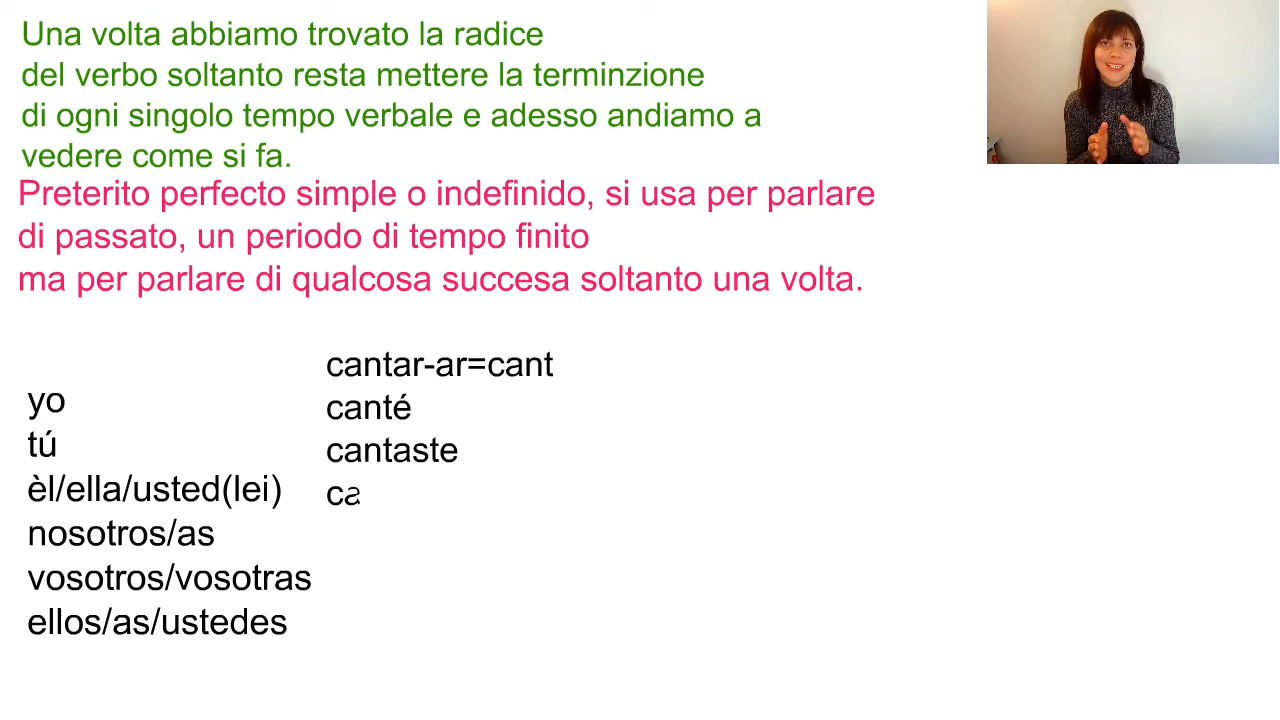 Una volta abbiamo trovato la radice
del verbo soltanto resta mettere la terminzione
di ogni singolo tempo verbale e adesso andiamo a
vedere come si fa.
Preterito perfecto simple o indefinido, si usa per parlare
di passato, un periodo di tempo finito
ma per parlare di qualcosa succesa soltanto una volta.
cantar-ar=cant
yo
canté
tú
cantaste
èl/ella/usted(lei)
ca
nosotros/as
vosotros/vosotras
ellos/as/ustedes